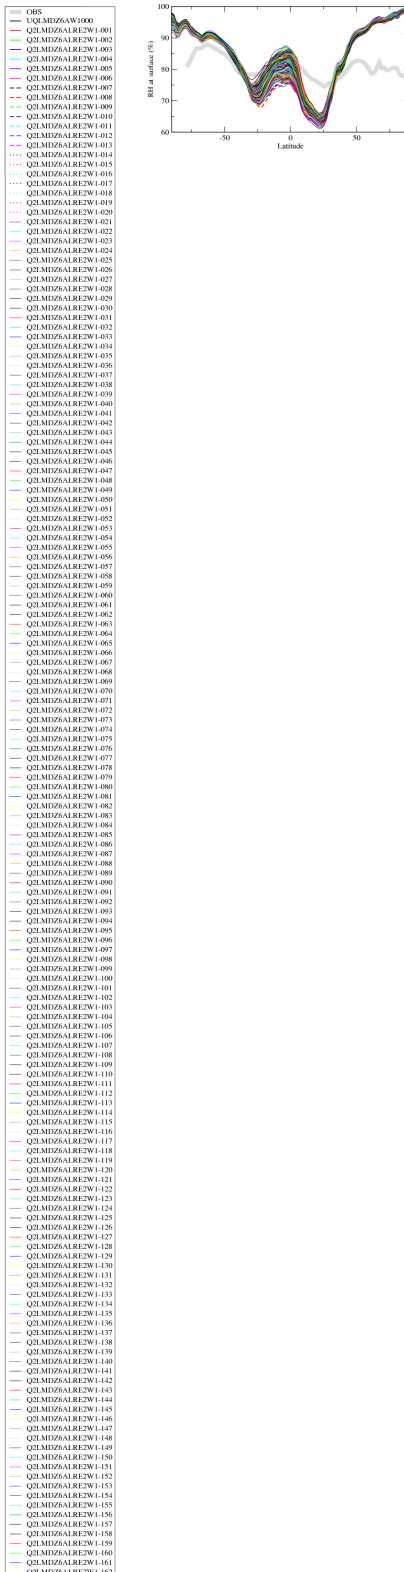 OBS
UQLMDZ6AW1000
Q2LMDZ6ALRE2W1-001
Q2LMDZ6ALRE2W1-002
Q2LMDZ6ALRE2W1-003
Q2LMDZ6ALRE2W1-004
Q2LMDZ6ALRE2W1-005
Q2LMDZ6ALRE2W1-006
Q2LMDZ6ALRE2W1-007
Q2LMDZ6ALRE2W1-008
Q2LMDZ6ALRE2W1-009
Q2LMDZ6ALRE2W1-010
Q2LMDZ6ALRE2W1-011
Q2LMDZ6ALRE2W1-012
Q2LMDZ6ALRE2W1-013
Q2LMDZ6ALRE2W1-014
Q2LMDZ6ALRE2W1-015
Q2LMDZ6ALRE2W1-016
Q2LMDZ6ALRE2W1-017
Q2LMDZ6ALRE2W1-018
Q2LMDZ6ALRE2W1-019
Q2LMDZ6ALRE2W1-020
Q2LMDZ6ALRE2W1-021
Q2LMDZ6ALRE2W1-022
Q2LMDZ6ALRE2W1-023
Q2LMDZ6ALRE2W1-024
Q2LMDZ6ALRE2W1-025
Q2LMDZ6ALRE2W1-026
Q2LMDZ6ALRE2W1-027
Q2LMDZ6ALRE2W1-028
Q2LMDZ6ALRE2W1-029
Q2LMDZ6ALRE2W1-030
Q2LMDZ6ALRE2W1-031
Q2LMDZ6ALRE2W1-032
Q2LMDZ6ALRE2W1-033
Q2LMDZ6ALRE2W1-034
Q2LMDZ6ALRE2W1-035
Q2LMDZ6ALRE2W1-036
Q2LMDZ6ALRE2W1-037
Q2LMDZ6ALRE2W1-038
Q2LMDZ6ALRE2W1-039
Q2LMDZ6ALRE2W1-040
Q2LMDZ6ALRE2W1-041
Q2LMDZ6ALRE2W1-042
Q2LMDZ6ALRE2W1-043
Q2LMDZ6ALRE2W1-044
Q2LMDZ6ALRE2W1-045
Q2LMDZ6ALRE2W1-046
Q2LMDZ6ALRE2W1-047
Q2LMDZ6ALRE2W1-048
Q2LMDZ6ALRE2W1-049
Q2LMDZ6ALRE2W1-050
Q2LMDZ6ALRE2W1-051
Q2LMDZ6ALRE2W1-052
Q2LMDZ6ALRE2W1-053
Q2LMDZ6ALRE2W1-054
Q2LMDZ6ALRE2W1-055
Q2LMDZ6ALRE2W1-056
Q2LMDZ6ALRE2W1-057
Q2LMDZ6ALRE2W1-058
Q2LMDZ6ALRE2W1-059
Q2LMDZ6ALRE2W1-060
Q2LMDZ6ALRE2W1-061
Q2LMDZ6ALRE2W1-062
Q2LMDZ6ALRE2W1-063
Q2LMDZ6ALRE2W1-064
Q2LMDZ6ALRE2W1-065
Q2LMDZ6ALRE2W1-066
Q2LMDZ6ALRE2W1-067
Q2LMDZ6ALRE2W1-068
Q2LMDZ6ALRE2W1-069
Q2LMDZ6ALRE2W1-070
Q2LMDZ6ALRE2W1-071
Q2LMDZ6ALRE2W1-072
Q2LMDZ6ALRE2W1-073
Q2LMDZ6ALRE2W1-074
Q2LMDZ6ALRE2W1-075
Q2LMDZ6ALRE2W1-076
Q2LMDZ6ALRE2W1-077
Q2LMDZ6ALRE2W1-078
Q2LMDZ6ALRE2W1-079
Q2LMDZ6ALRE2W1-080
Q2LMDZ6ALRE2W1-081
Q2LMDZ6ALRE2W1-082
Q2LMDZ6ALRE2W1-083
Q2LMDZ6ALRE2W1-084
Q2LMDZ6ALRE2W1-085
Q2LMDZ6ALRE2W1-086
Q2LMDZ6ALRE2W1-087
Q2LMDZ6ALRE2W1-088
Q2LMDZ6ALRE2W1-089
Q2LMDZ6ALRE2W1-090
Q2LMDZ6ALRE2W1-091
Q2LMDZ6ALRE2W1-092
Q2LMDZ6ALRE2W1-093
Q2LMDZ6ALRE2W1-094
Q2LMDZ6ALRE2W1-095
Q2LMDZ6ALRE2W1-096
Q2LMDZ6ALRE2W1-097
Q2LMDZ6ALRE2W1-098
Q2LMDZ6ALRE2W1-099
Q2LMDZ6ALRE2W1-100
Q2LMDZ6ALRE2W1-101
Q2LMDZ6ALRE2W1-102
Q2LMDZ6ALRE2W1-103
Q2LMDZ6ALRE2W1-104
Q2LMDZ6ALRE2W1-105
Q2LMDZ6ALRE2W1-106
Q2LMDZ6ALRE2W1-107
Q2LMDZ6ALRE2W1-108
Q2LMDZ6ALRE2W1-109
Q2LMDZ6ALRE2W1-110
Q2LMDZ6ALRE2W1-111
Q2LMDZ6ALRE2W1-112
Q2LMDZ6ALRE2W1-113
Q2LMDZ6ALRE2W1-114
Q2LMDZ6ALRE2W1-115
Q2LMDZ6ALRE2W1-116
Q2LMDZ6ALRE2W1-117
Q2LMDZ6ALRE2W1-118
Q2LMDZ6ALRE2W1-119
Q2LMDZ6ALRE2W1-120
Q2LMDZ6ALRE2W1-121
Q2LMDZ6ALRE2W1-122
Q2LMDZ6ALRE2W1-123
Q2LMDZ6ALRE2W1-124
Q2LMDZ6ALRE2W1-125
Q2LMDZ6ALRE2W1-126
Q2LMDZ6ALRE2W1-127
Q2LMDZ6ALRE2W1-128
Q2LMDZ6ALRE2W1-129
Q2LMDZ6ALRE2W1-130
Q2LMDZ6ALRE2W1-131
Q2LMDZ6ALRE2W1-132
Q2LMDZ6ALRE2W1-133
Q2LMDZ6ALRE2W1-134
Q2LMDZ6ALRE2W1-135
Q2LMDZ6ALRE2W1-136
Q2LMDZ6ALRE2W1-137
Q2LMDZ6ALRE2W1-138
Q2LMDZ6ALRE2W1-139
Q2LMDZ6ALRE2W1-140
Q2LMDZ6ALRE2W1-141
Q2LMDZ6ALRE2W1-142
Q2LMDZ6ALRE2W1-143
Q2LMDZ6ALRE2W1-144
Q2LMDZ6ALRE2W1-145
Q2LMDZ6ALRE2W1-146
Q2LMDZ6ALRE2W1-147
Q2LMDZ6ALRE2W1-148
Q2LMDZ6ALRE2W1-149
Q2LMDZ6ALRE2W1-150
Q2LMDZ6ALRE2W1-151
Q2LMDZ6ALRE2W1-152
Q2LMDZ6ALRE2W1-153
Q2LMDZ6ALRE2W1-154
Q2LMDZ6ALRE2W1-155
Q2LMDZ6ALRE2W1-156
Q2LMDZ6ALRE2W1-157
Q2LMDZ6ALRE2W1-158
Q2LMDZ6ALRE2W1-159
Q2LMDZ6ALRE2W1-160
Q2LMDZ6ALRE2W1-161
Q2LMDZ6ALRE2W1-162
RH at surface (%)
100
90
80
70
60
-50
0
50
Latitude